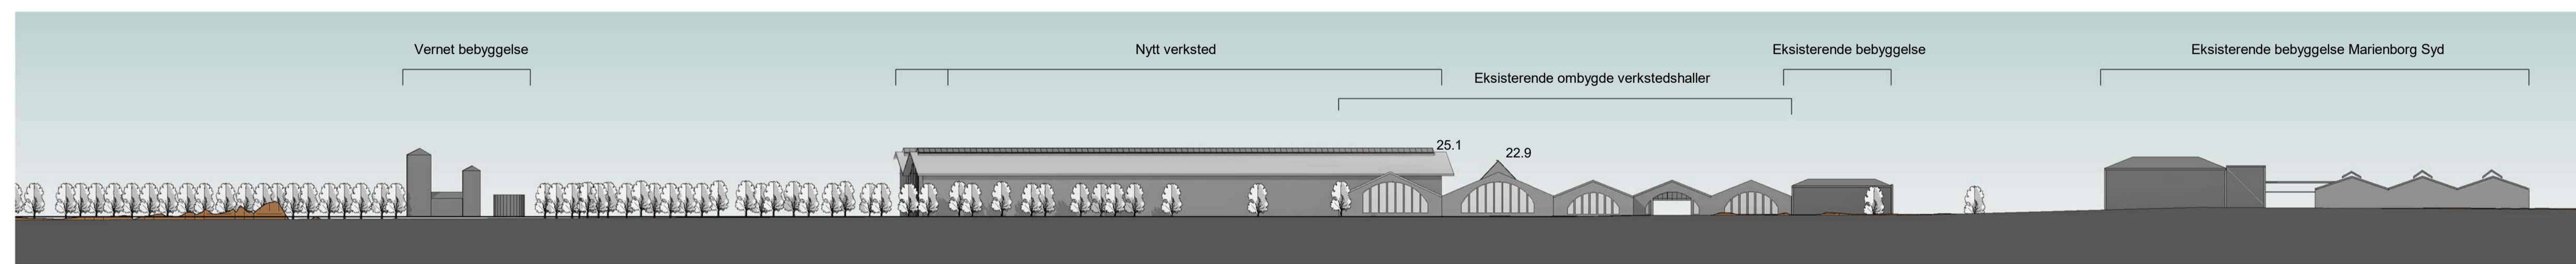 Vernet bebyggelse
Nytt verksted
Eksisterende bebyggelse
Eksisterende bebyggelse Marienborg Syd
Eksisterende ombygde verkstedshaller
25.1
22.9